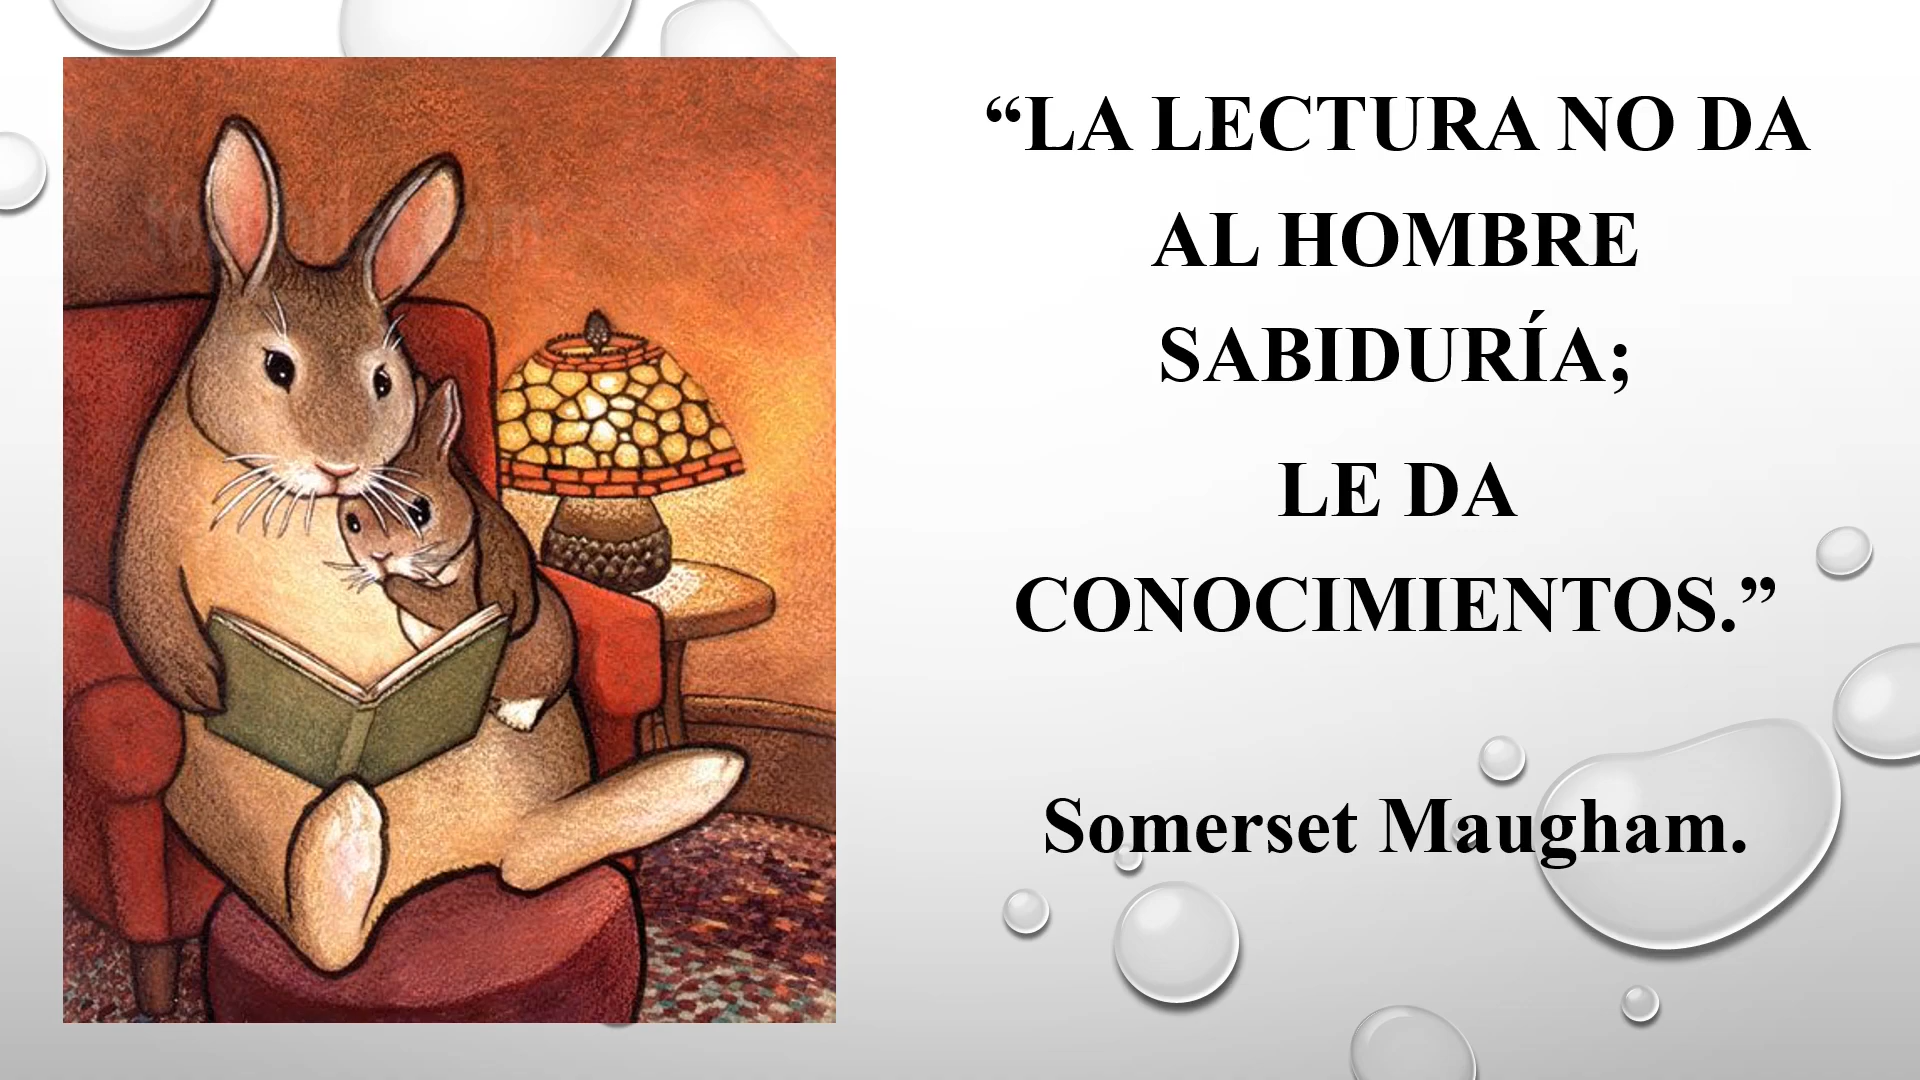 “LA LECTURA NO DA
AL HOMBRE
SABIDURÍA;
LE DA
CONOCIMIENTOS.”
Somerset Maugham.